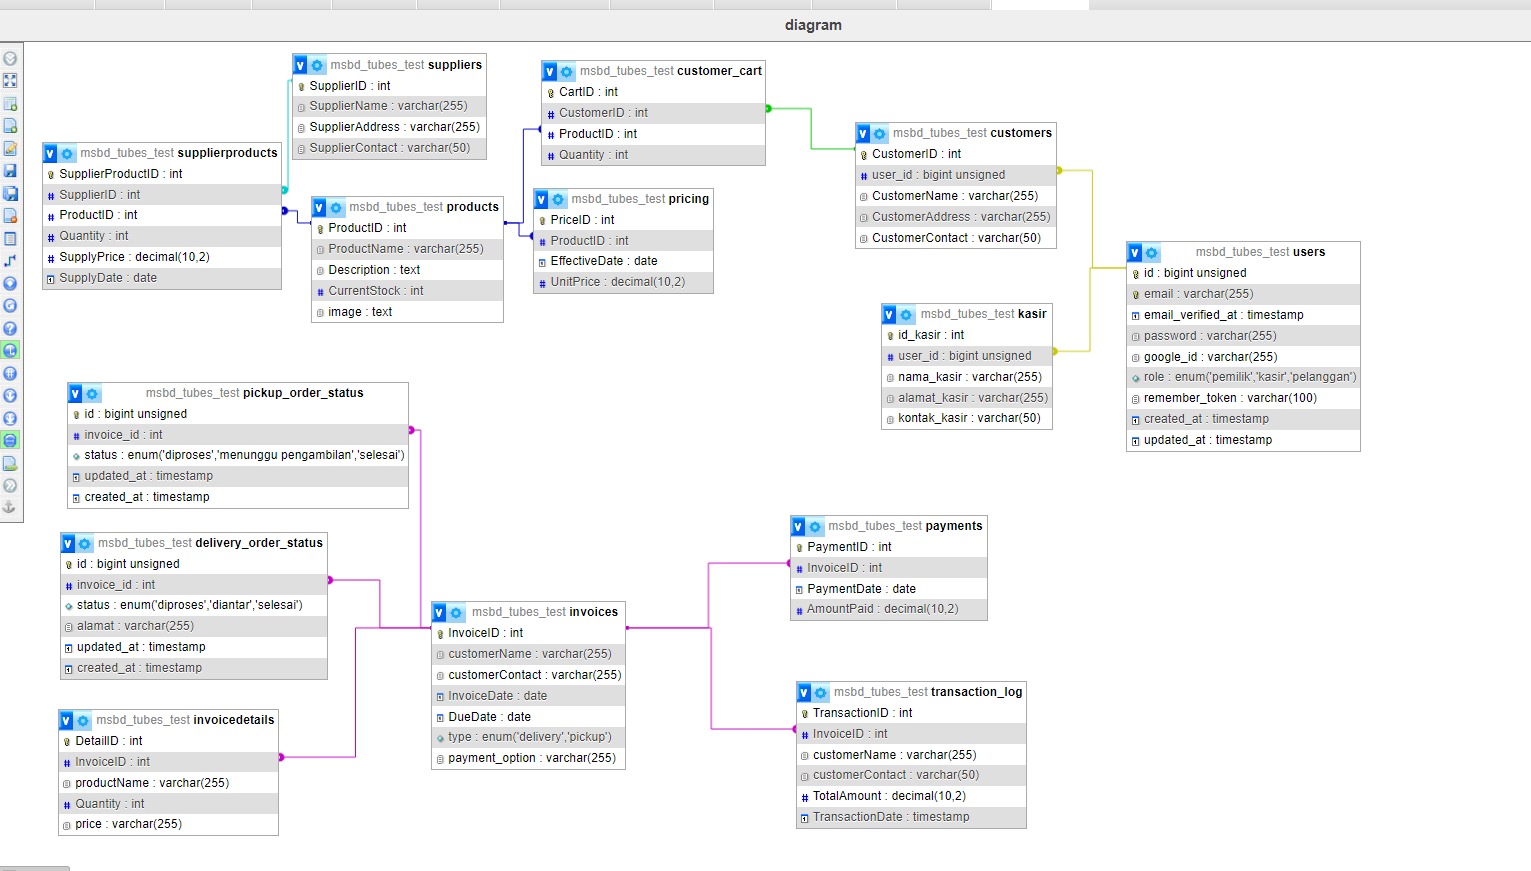 diagram
msbd_tubes_test suppliers
SupplierID : int
SupplierName : varchar(255)
SupplierAddress : varchar(255)
SupplierContact : varchar(50)
msbd_tubes_test customer_cart
CartID : int
CustomerID : int
ProductID : int
Quantity : int
msbd_tubes_test customers
CustomerID : int
user_id : bigint unsigned
CustomerName : varchar(255)
CustomerAddress : varchar(255)
CustomerContact : varchar(50)
msbd_tubes_test supplierproducts
SupplierProductID : int
SupplierID : int
ProductID : int
Quantity : int
SupplyPrice : decimal(10,2)
SupplyDate : date
msbd_tubes_test products
ProductID : int
ProductName : varchar(255)
Description : text
CurrentStock : int
image : text
msbd_tubes_test pricing
PriceID : int
ProductID : int
EffectiveDate : date
UnitPrice : decimal(10,2)
msbd_tubes_test users
id : bigint unsigned
email : varchar(255)
email_verified_at : timestamp
password : varchar(255)
google_id : varchar(255)
role : enum('pemilik','kasir','pelanggan')
remember_token : varchar(100)
created_at : timestamp
updated_at : timestamp
msbd_tubes_test kasir
id_kasir : int
user_id : bigint unsigned
nama_kasir : varchar(255)
alamat_kasir : varchar(255)
kontak_kasir : varchar(50)
msbd_tubes_test pickup_order_status
id : bigint unsigned
invoice_id : int
status : enum('diproses','menunggu pengambilan','selesai')
updated_at : timestamp
created_at : timestamp
msbd_tubes_test delivery_order_status
id : bigint unsigned
invoice_id : int
status : enum('diproses','diantar','selesai')
alamat : varchar(255)
updated_at : timestamp
created_at : timestamp
msbd_tubes_test payments
PaymentID : int
InvoiceID : int
PaymentDate : date
AmountPaid : decimal(10,2)
msbd_tubes_test invoices
InvoiceID : int
customerName : varchar(255)
customerContact : varchar(255)
InvoiceDate : date
DueDate : date
type : enum('delivery','pickup')
payment_option : varchar(255)
msbd_tubes_test transaction_log
TransactionID : int
InvoiceID : int
customerName : varchar(255)
customerContact : varchar(50)
TotalAmount : decimal(10,2)
TransactionDate : timestamp
msbd_tubes_test invoicedetails
DetailID : int
InvoiceID : int
productName : varchar(255)
Quantity : int
price : varchar(255)